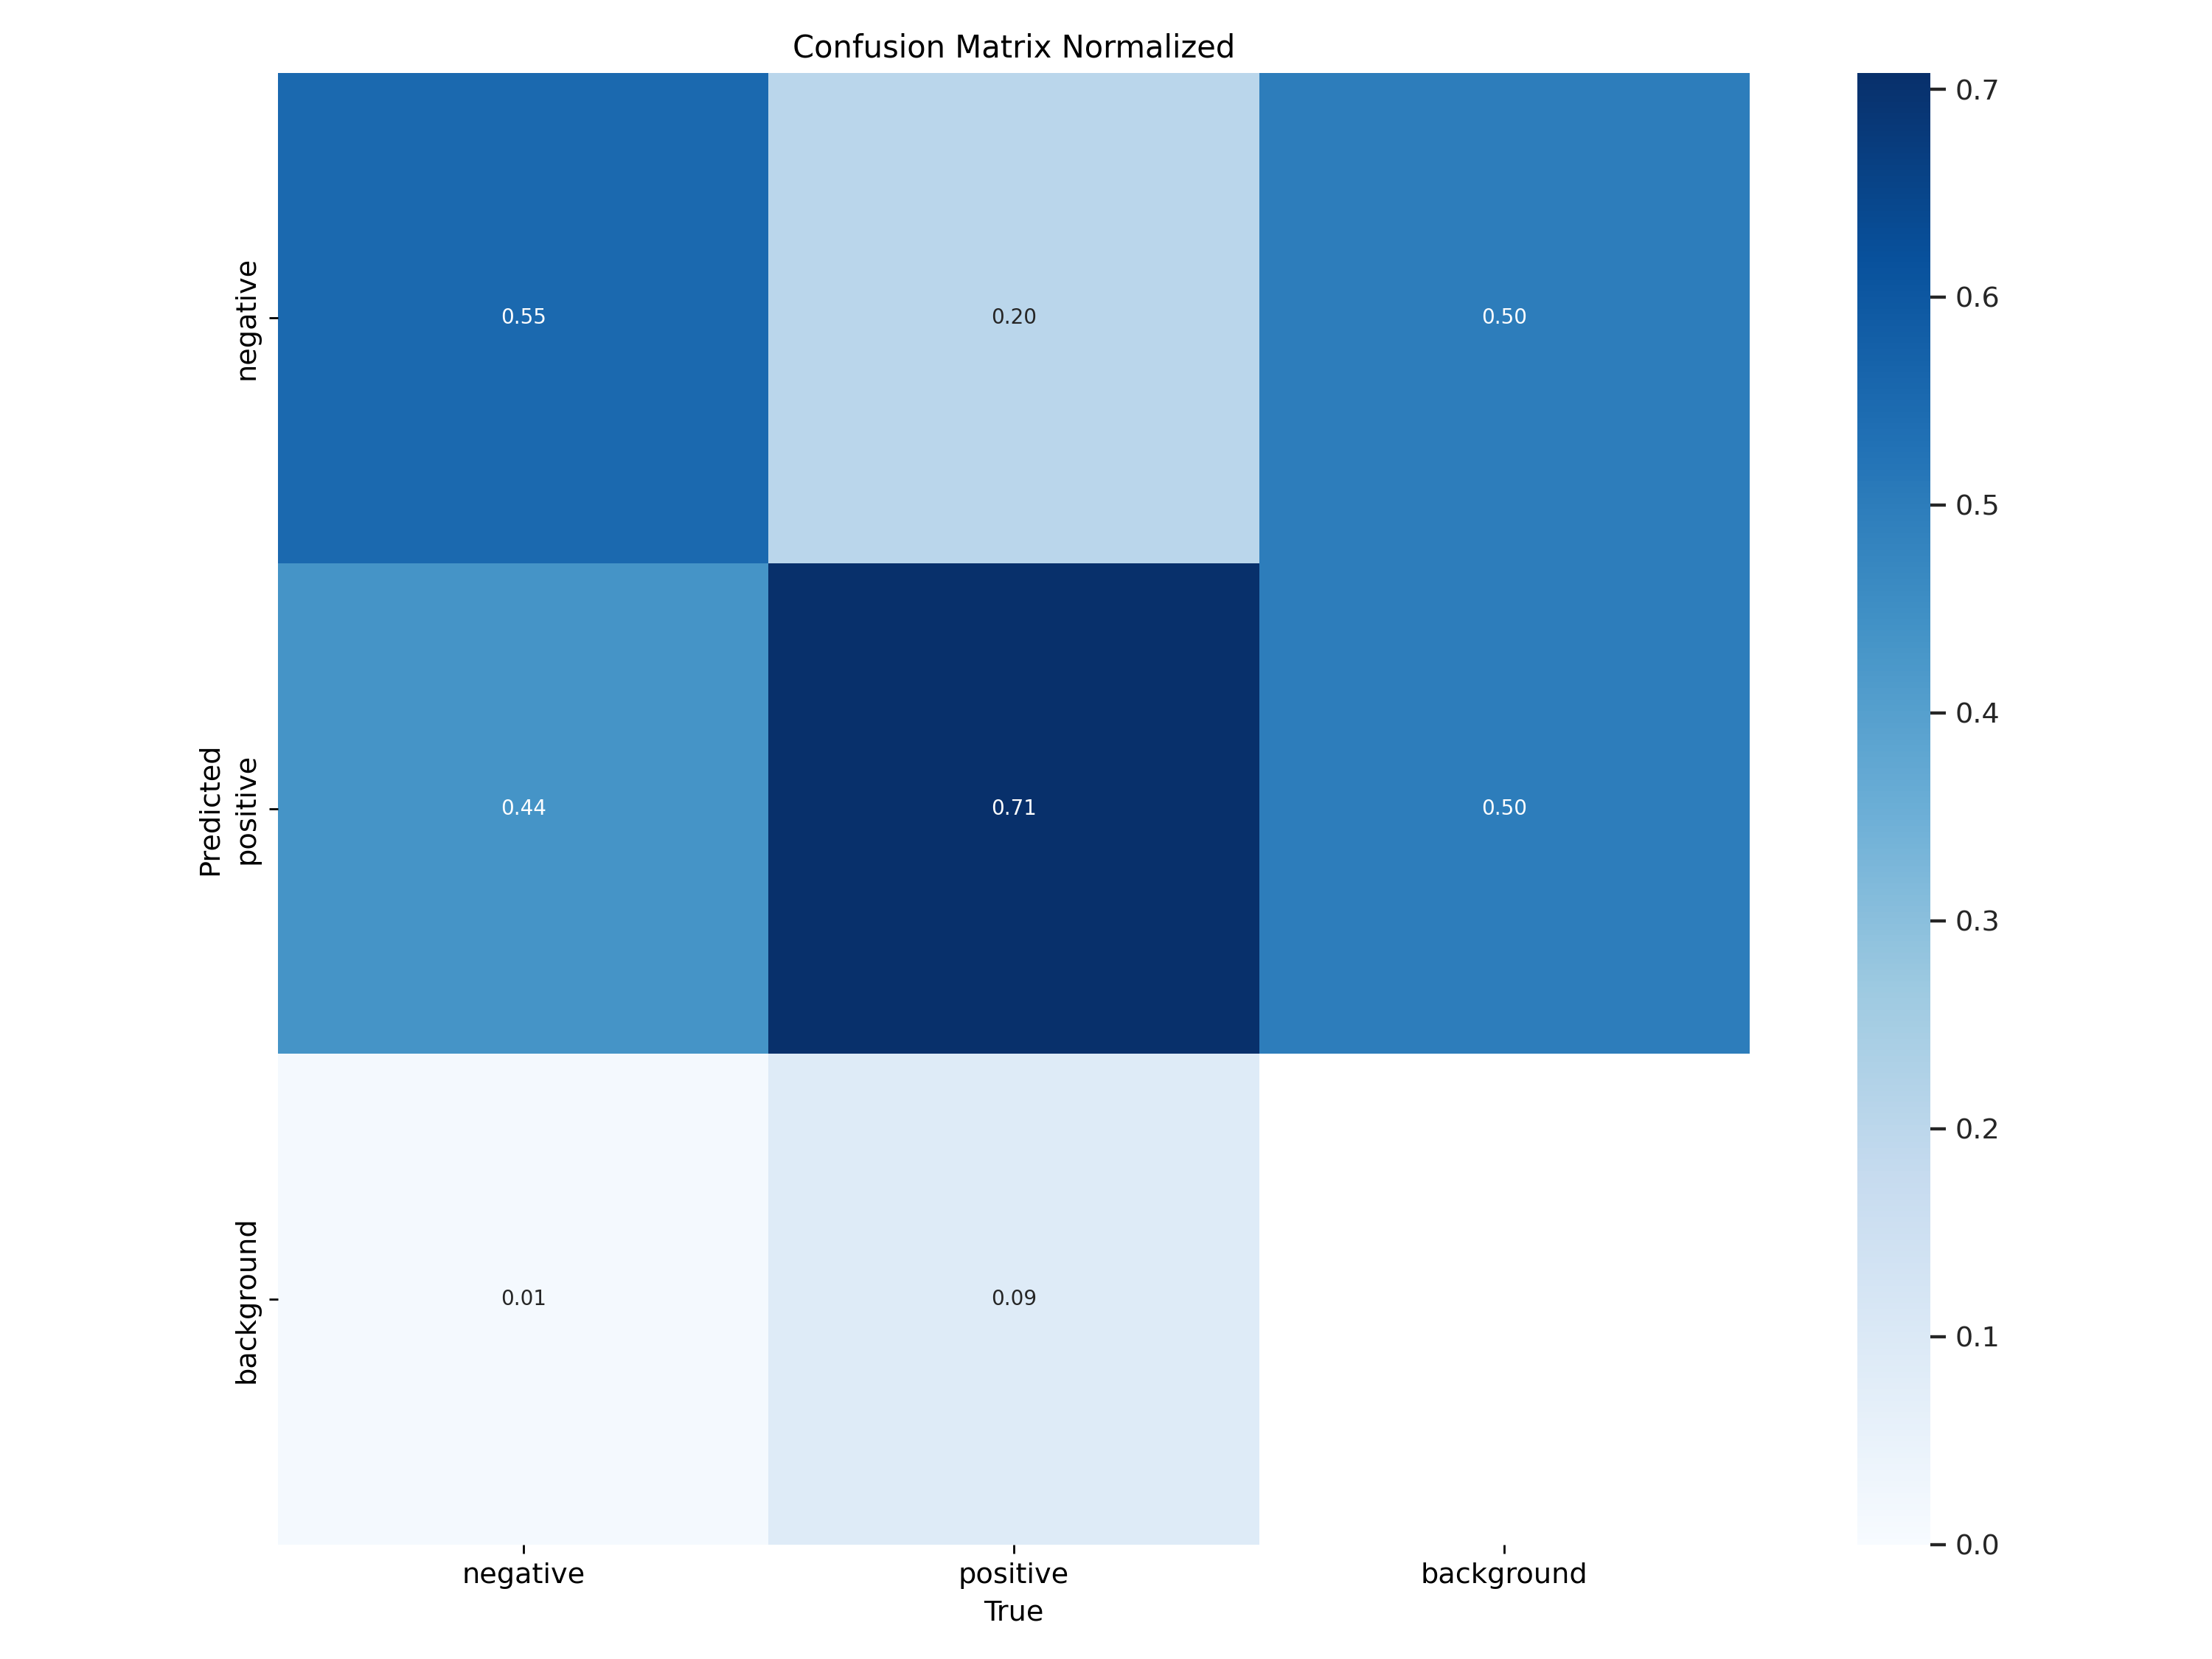 Confusion Matrix Normalized
negative
0.55
0.20
0.50
Predicted
positive
0.44
0.71
0.50
background
0.01
0.09
negative
positive
background
True
0.7
0.6
0.5
0.4
0.3
0.2
0.1
0.0